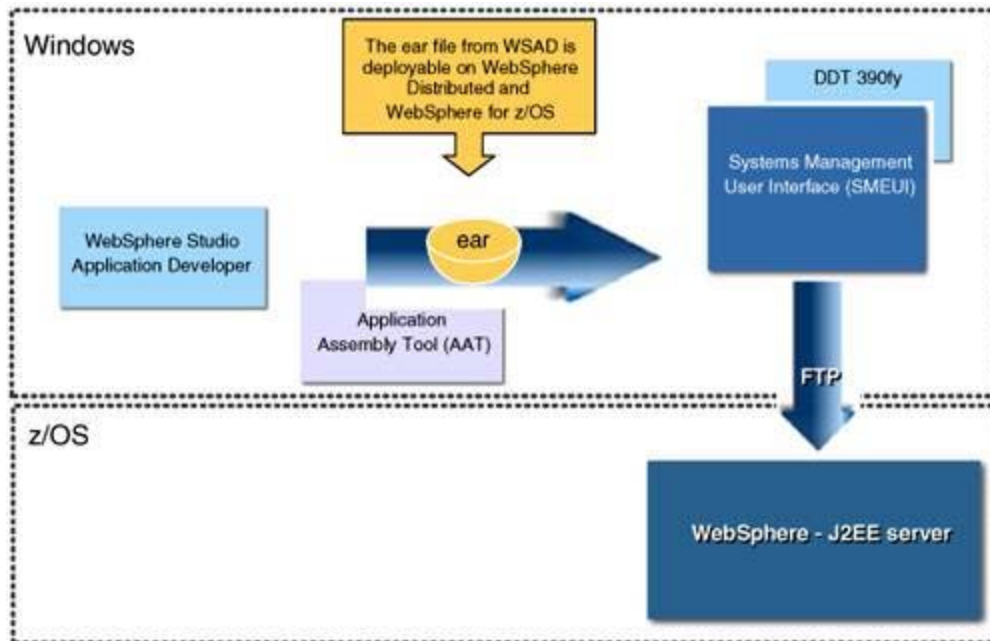 Windows
The ear file from WSAD is
deployable on WebSphere
Distributed and
WebSphere for z/OS
DDT 390fy
Systems Management
User Interface (SMEUI)
WebSphere Studio
Application Developer
ear
Application
Assembly Tool (AAT)
FTP
z/OS
WebSphere - J2EE server